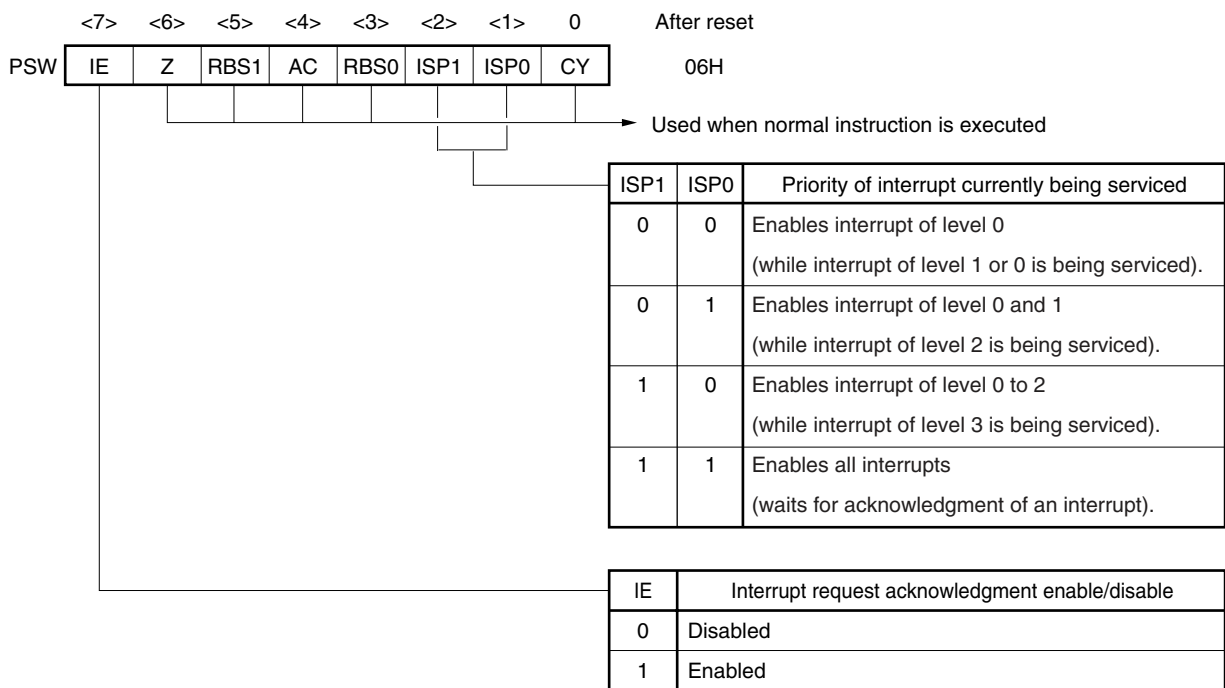 <7> <6> <5> <4> <3> <2> <1> 0 After reset
PSW IE Z RBS1 AC RBS0 ISP1 ISP0 CY 06H
Used when normal instruction is executed
ISP1 ISP0 Priority of interrupt currently being serviced
0 0 Enables interrupt of level 0
(while interrupt of level 1 or 0 is being serviced).
0 1 Enables interrupt of level 0 and 1
(while interrupt of level 2 is being serviced).
1 0 Enables interrupt of level 0 to 2
(while interrupt of level 3 is being serviced).
1 1 Enables all interrupts
(waits for acknowledgment of an interrupt).
IE Interrupt request acknowledgment enable/disable
0 Disabled
1 Enabled